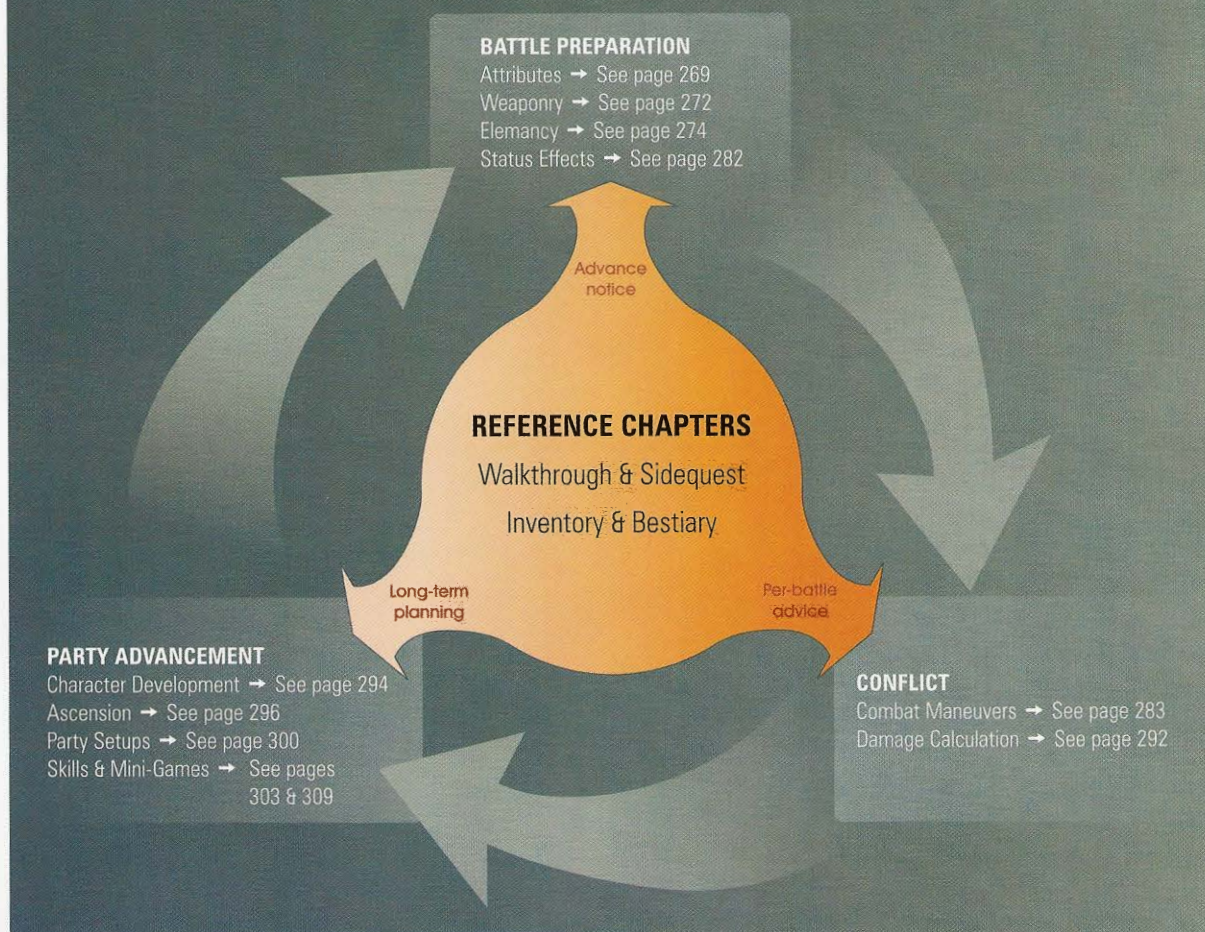 BATTLE PREPARATION
Attributes → See page 269
Weaponry → See page 272
Elemancy → See page 274
Status Effects → See page 282
Advance
notice
REFERENCE CHAPTERS
Walkthrough & Sidequest
Inventory & Bestiary
Long-term
planning
Per-battle
advice
PARTY ADVANCEMENT
Character Development → See page 294
Ascension → See page 296
Party Setups → See page 300
Skills & Mini-Games → See pages
303 & 309
CONFLICT
Combat Maneuvers → See page 283
Damage Calculation → See page 292